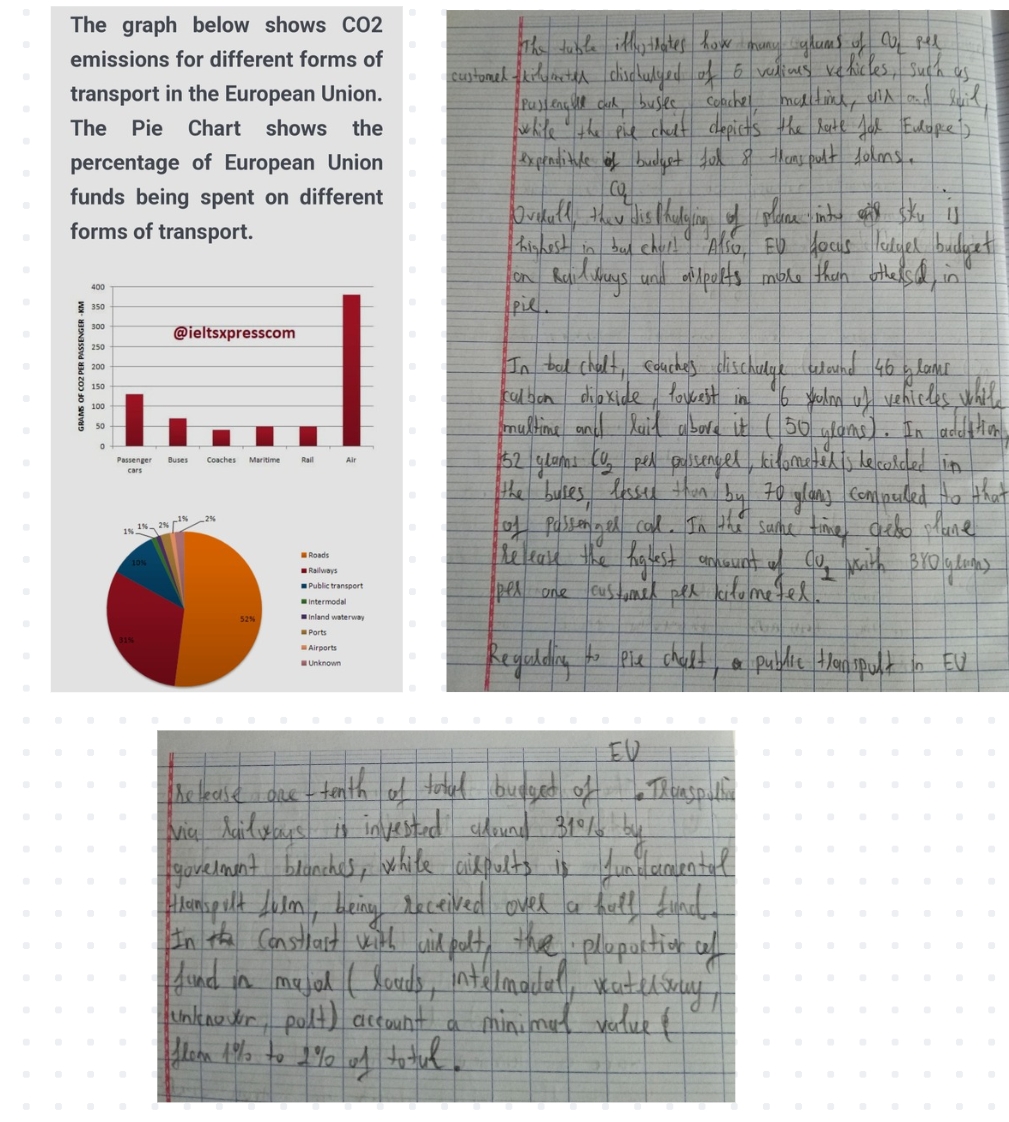 The graph below shows CO2
emissions for different forms of
transport in the European Union.
The Pie Chart shows the
percentage of European Union
funds being spent on different
forms of transport.
400
350
300
250
200
150
100
50
0
GRAMS OF CO2 PER PASSENGER -KM
@ieltsxpresscom
Passenger cars
Buses
Coaches
Maritime
Rail
Air
1%
1%
2%
1%
2%
10%
31%
52%
Roads
Railways
Public transport
Intermodal
Inland waterway
Ports
Airports
Unknown
The table illustrates how many grams of CO2 per
customer-kilometer discharged of 6 various vehicles, such as
passenger car, buses, coaches, maritime, air and rail,
while the pie chart depicts the rate for Europe's
expenditure of budget for 8 transport forms.
CO2
Overall, the discharging of plane into sky is
highest in bar chart. Also, EU focus larger budget
on Railways and airports more than others, in
pie.
In bar chart, coaches discharge around 46 grams
carbon dioxide, lowest in 6 form of vehicles while
maritime and rail above it (50 grams). In addition,
52 grams CO2 per passenger, kilometer is recorded in
the buses, lesser than by 70 grams compared to that
of passenger car. In the same time, aero plane
release the highest amount of CO2 with 380 grams
per one customer per kilometer.
Regarding to pie chart, public transport in EU
EU
release one-tenth of total budged of . Transporting
via railways is invested around 31% by
goverment branches, while airports is fundamental
transport form, being received over a half fund.
In constrast with airport, the proportion of
fund in major (roads, intermodal, waterway,
unknown, port) account a minimal value
from 1% to 2% of total.